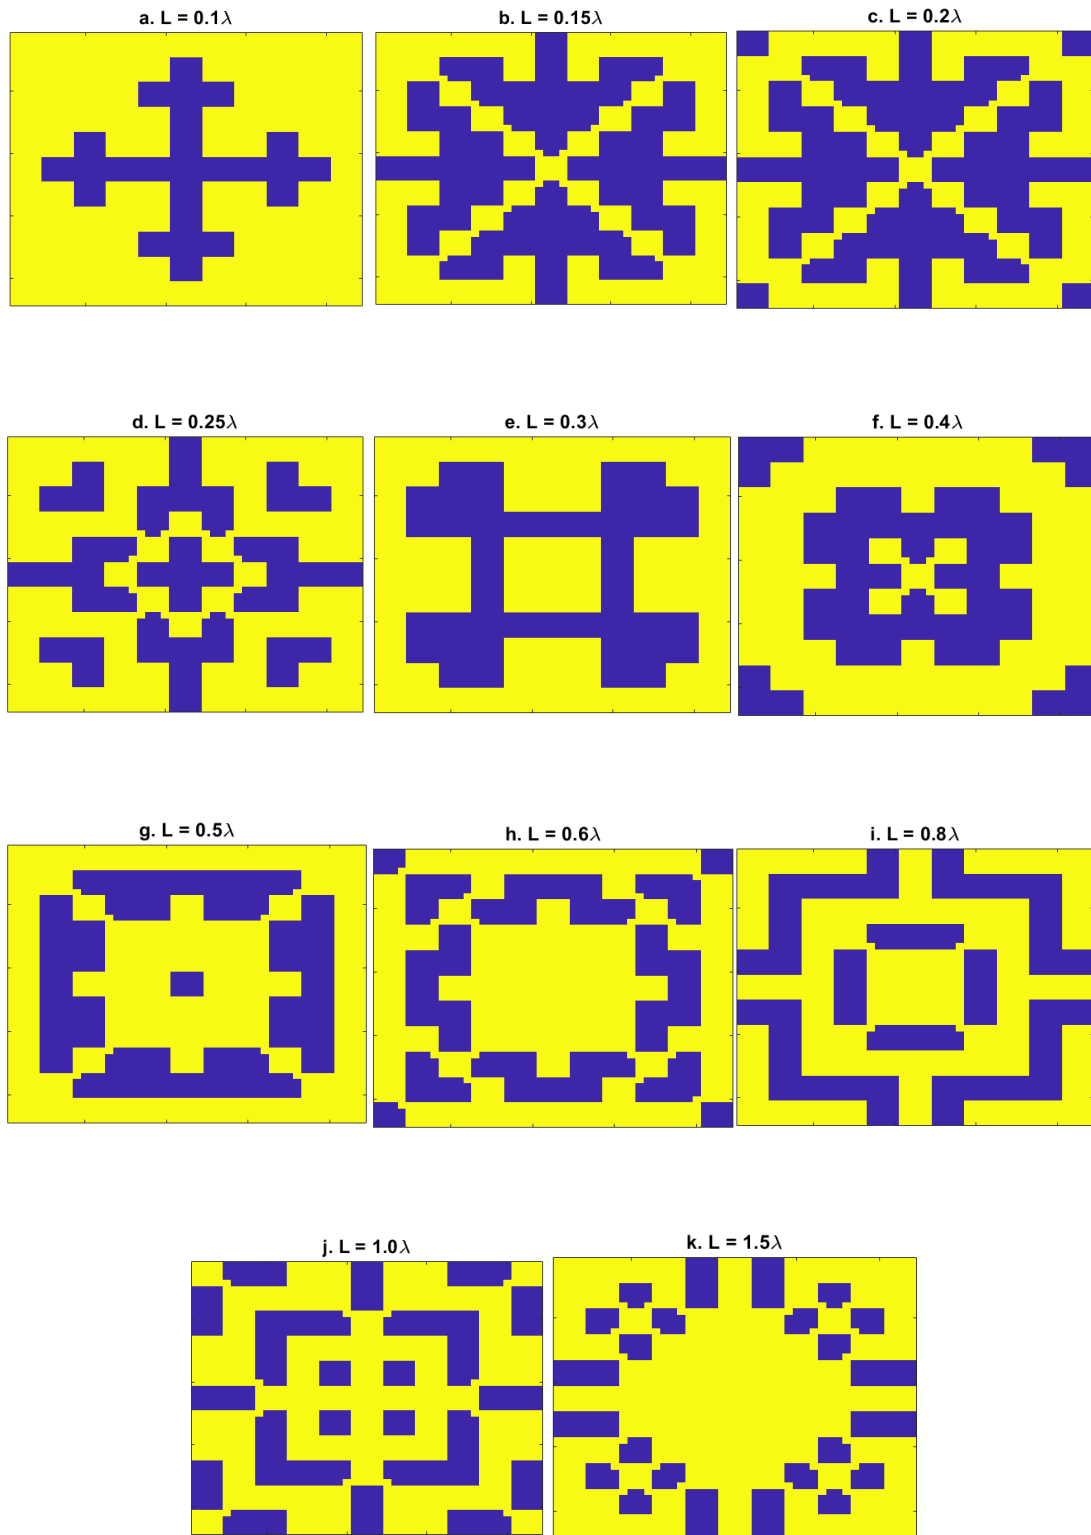 a. L = 0.1λ
b. L = 0.15λ
c. L = 0.2λ
d. L = 0.25λ
e. L = 0.3λ
f. L = 0.4λ
g. L = 0.5λ
h. L = 0.6λ
i. L = 0.8λ
j. L = 1.0λ
k. L = 1.5λ